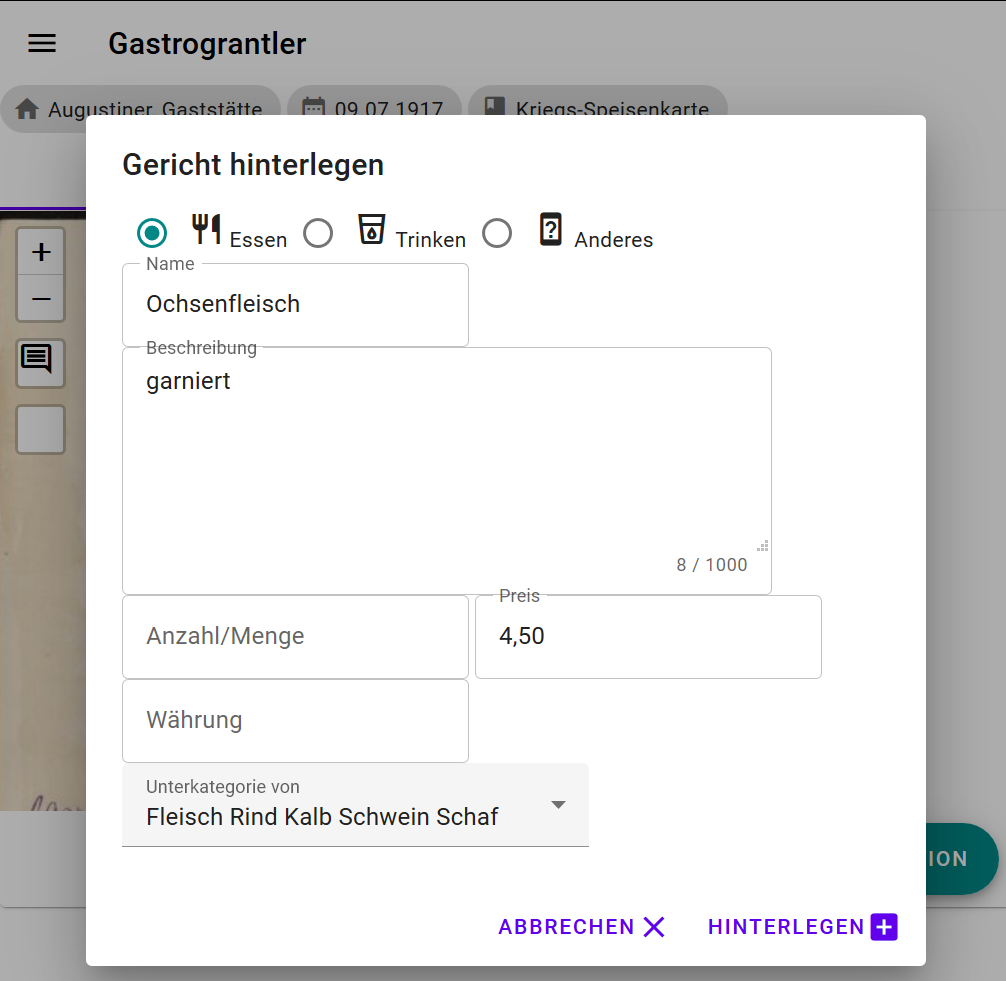 Gastrograntler
Augustiner Gaststätte 09.07.1917 Kriegs-Speisenkarte
Gericht hinterlegen
Essen Trinken ? Anderes
Name
Ochsenfleisch
Beschreibung
garniert
8 / 1000
Anzahl/Menge
Preis
4,50
Währung
Unterkategorie von
Fleisch Rind Kalb Schwein Schaf
ION
ABBRECHEN HINTERLEGEN